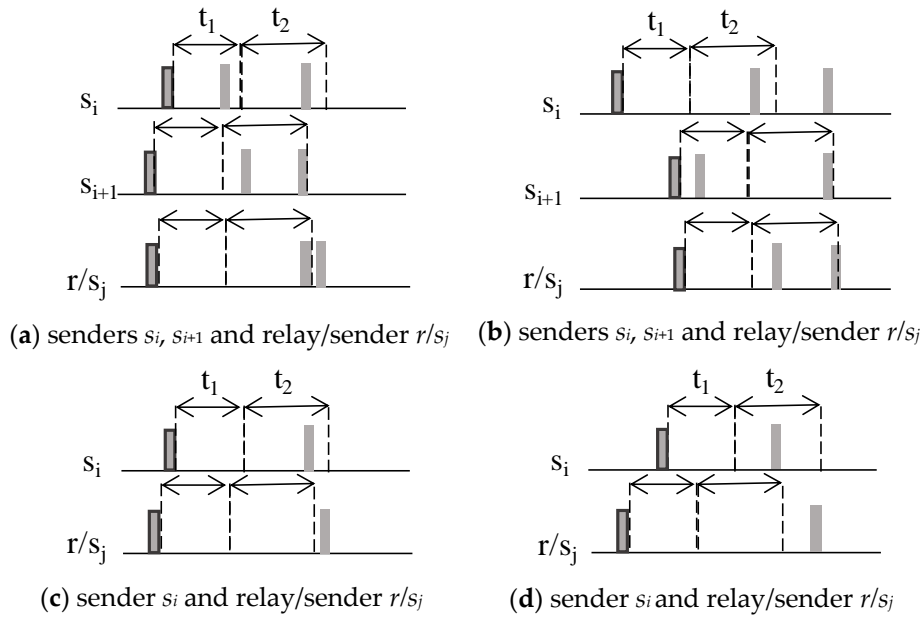 t₁ t₂ t₁ t₂
sᵢ sᵢ
sᵢ₊₁ sᵢ₊₁
r/sⱼ r/sⱼ
(a) senders sᵢ, sᵢ₊₁ and relay/sender r/sⱼ
(b) senders sᵢ, sᵢ₊₁ and relay/sender r/sⱼ
t₁ t₂ t₁ t₂
sᵢ sᵢ
r/sⱼ r/sⱼ
(c) sender sᵢ and relay/sender r/sⱼ
(d) sender sᵢ and relay/sender r/sⱼ